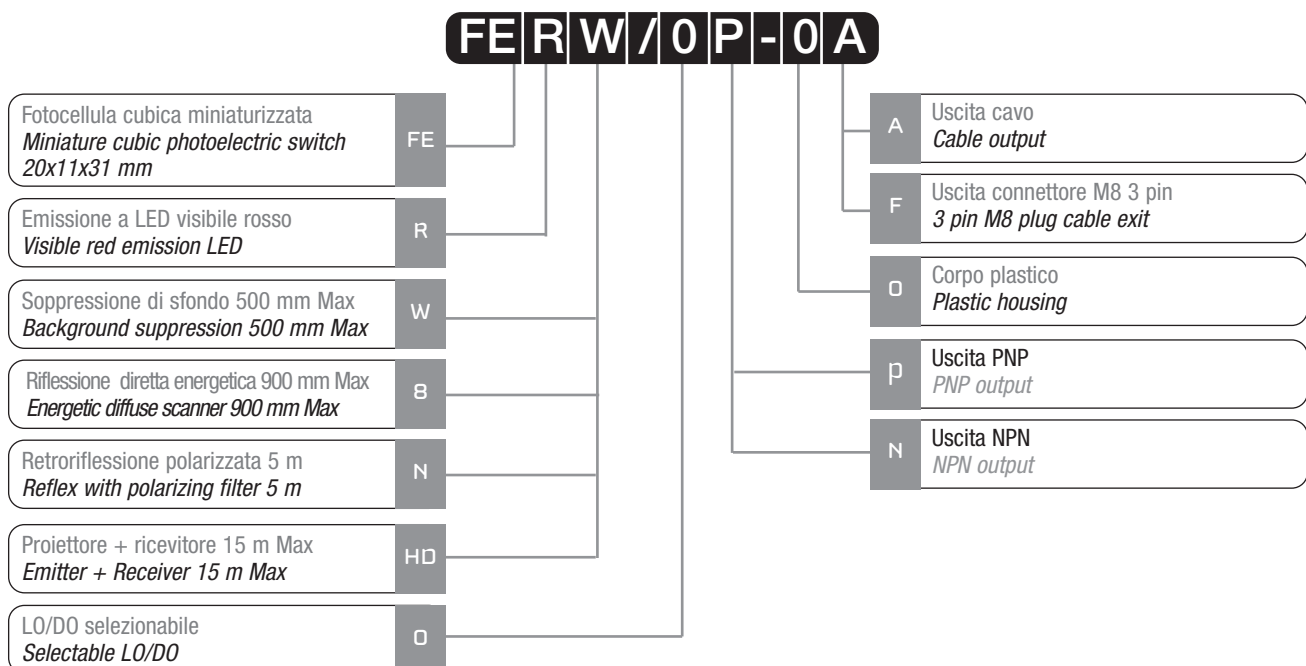 FERW/0P-0A
Fotocellula cubica miniaturizzata
Miniature cubic photoelectric switch
20x11x31 mm
FE
Emissione a LED visibile rosso
Visible red emission LED
R
Soppressione di sfondo 500 mm Max
Background suppression 500 mm Max
W
Riflessione diretta energetica 900 mm Max
Energetic diffuse scanner 900 mm Max
8
Retroriflessione polarizzata 5 m
Reflex with polarizing filter 5 m
N
Proiettore + ricevitore 15 m Max
Emitter + Receiver 15 m Max
HD
LO/DO selezionabile
Selectable LO/DO
0
A
Uscita cavo
Cable output
F
Uscita connettore M8 3 pin
3 pin M8 plug cable exit
0
Corpo plastico
Plastic housing
P
Uscita PNP
PNP output
N
Uscita NPN
NPN output